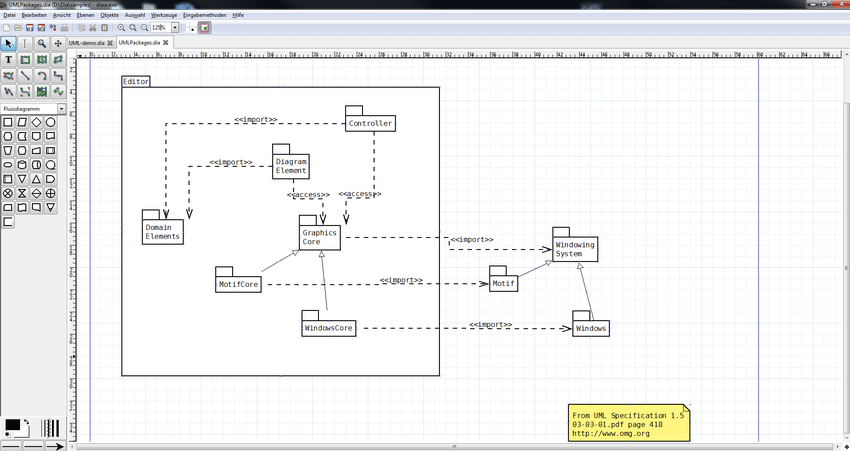 UMLPackages.dia (D:\Dia\samples) - diaw.exe
Datei Bearbeiten Ansicht Ebenen Objekte Auswahl Werkzeuge Eingabemethoden Hilfe
125%
UML-demo.dia UMLPackages.dia
Flussdiagramm
Editor
<<import>>
Controller
<<import>>
Diagram
Element
<<access>> <<access>>
Domain
Elements
Graphics
Core
<<import>>
Windowing
System
MotifCore
<<import>>
Motif
WindowsCore
<<import>>
Windows
From UML Specification 1.5
03-03-01.pdf page 418
http://www.omg.org